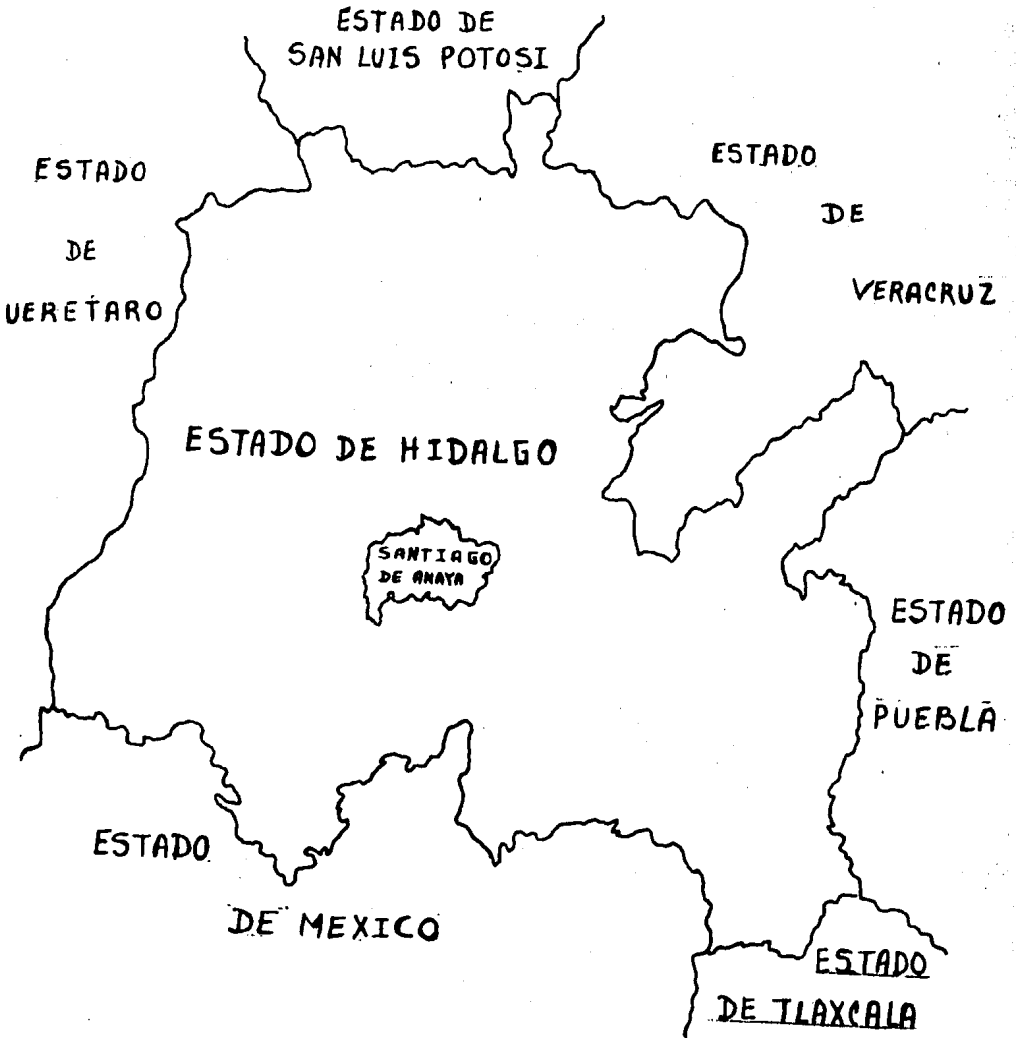 ESTADO DE
SAN LUIS POTOSI
ESTADO
DE
UERETARO
ESTADO
DE
VERACRUZ
ESTADO DE HIDALGO
SANTIAGO
DE ANAYA
ESTADO
DE
PUEBLA
ESTADO
DE MEXICO
ESTADO
DE TLAXCALA